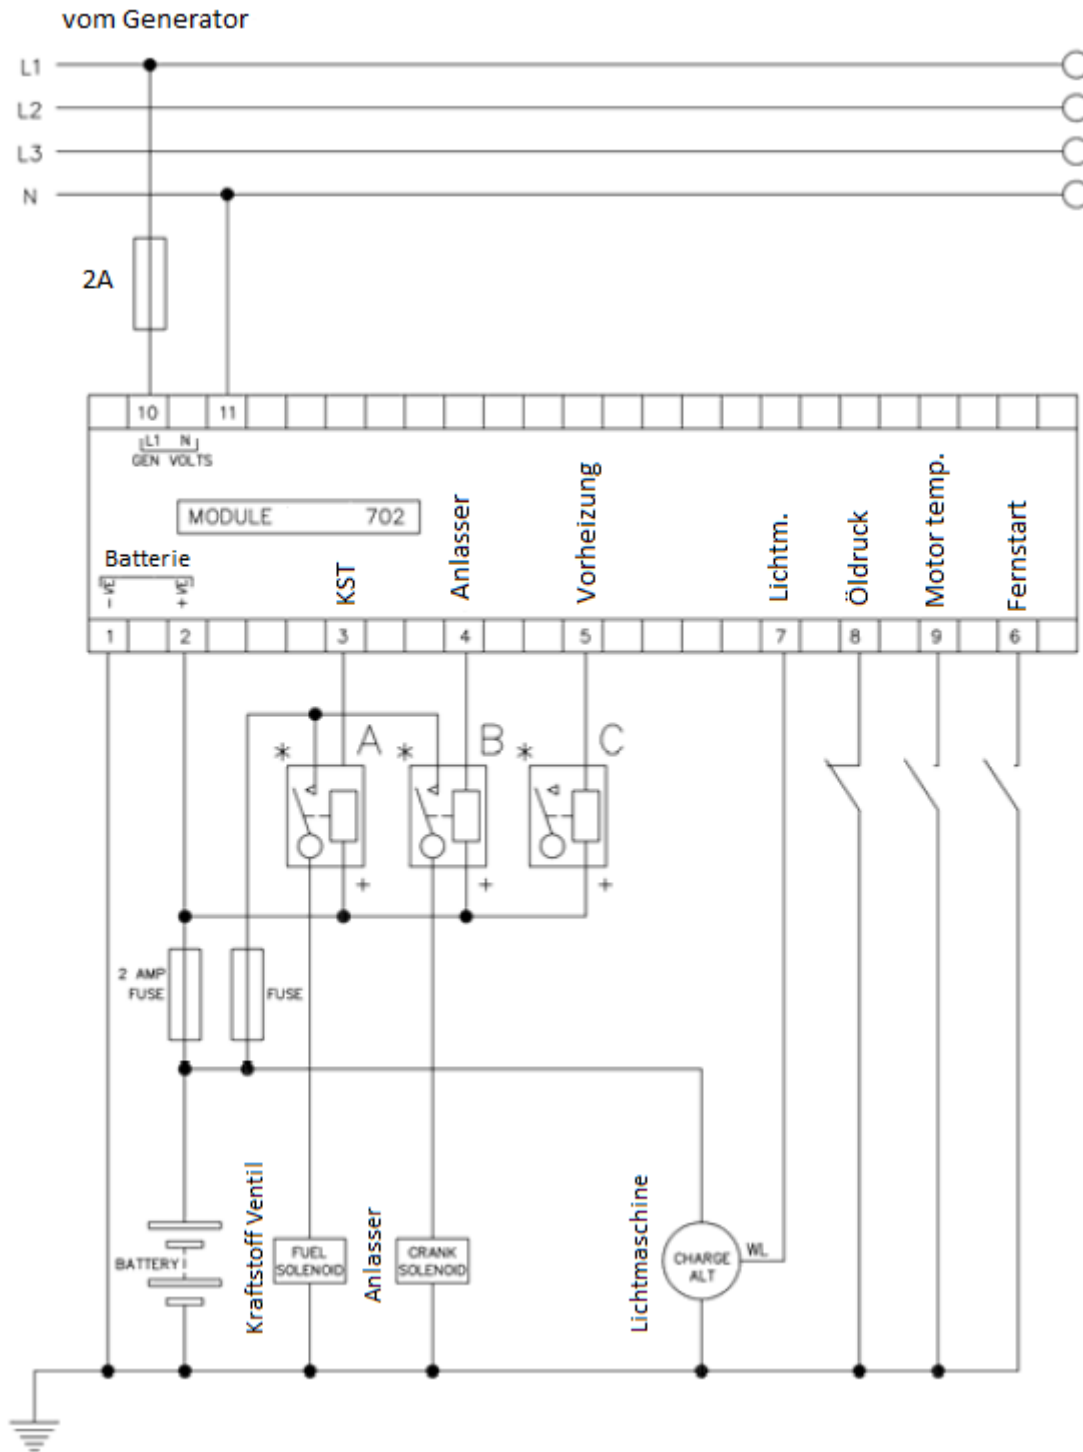 vom Generator
L1
L2
L3
N
2A
10 11
L1 N
GEN VOLTS
MODULE 702
Batterie
-VE +VE
KST
Anlasser
Vorheizung
Lichtm.
Öldruck
Motor temp.
Fernstart
1 2 3 4 5 7 8 9 6
* A * B * C
+ + +
2 AMP
FUSE
FUSE
BATTERY
Kraftstoff Ventil
FUEL
SOLENOID
Anlasser
CRANK
SOLENOID
Lichtmaschine
CHARGE
ALT
WL